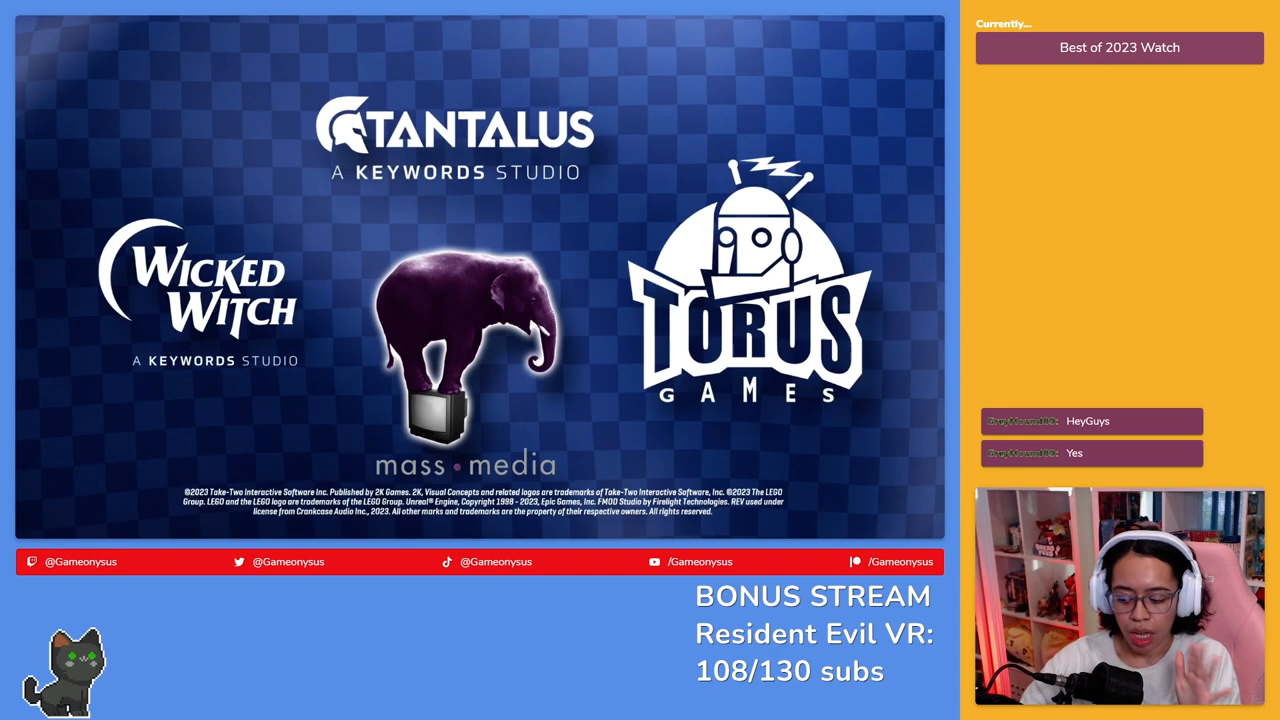 TANTALUS
A KEYWORDS STUDIO
WICKED
WITCH
A KEYWORDS STUDIO
TORUS
GAMES
mass • media
©2023 Take-Two Interactive Software Inc. Published by 2K Games. 2K, Visual Concepts and related logos are trademarks of Take-Two Interactive Software, Inc. ©2023 The LEGO
Group. LEGO and the LEGO logo are trademarks of the LEGO Group. Unreal® Engine, Copyright 1998 - 2023, Epic Games, Inc. FMOD Studio by Firelight Technologies. REV used under
license from Crankcase Audio Inc., 2023. All other marks and trademarks are the property of their respective owners. All rights reserved.
@Gameonysus
@Gameonysus
@Gameonysus
/Gameonysus
/Gameonysus
BONUS STREAM
Resident Evil VR:
108/130 subs
Currently...
Best of 2023 Watch
HeyGuys
Yes